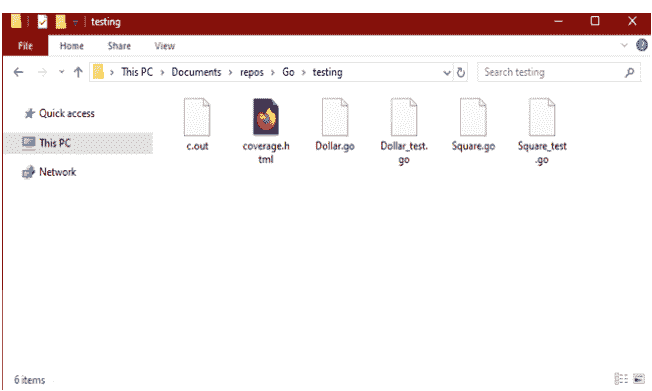 testing
File Home Share View
This PC > Documents > repos > Go > testing
Search testing
Quick access
This PC
Network
c.out
coverage.h
tml
Dollar.go
Dollar_test.
go
Square.go
Square_test
.go
6 items